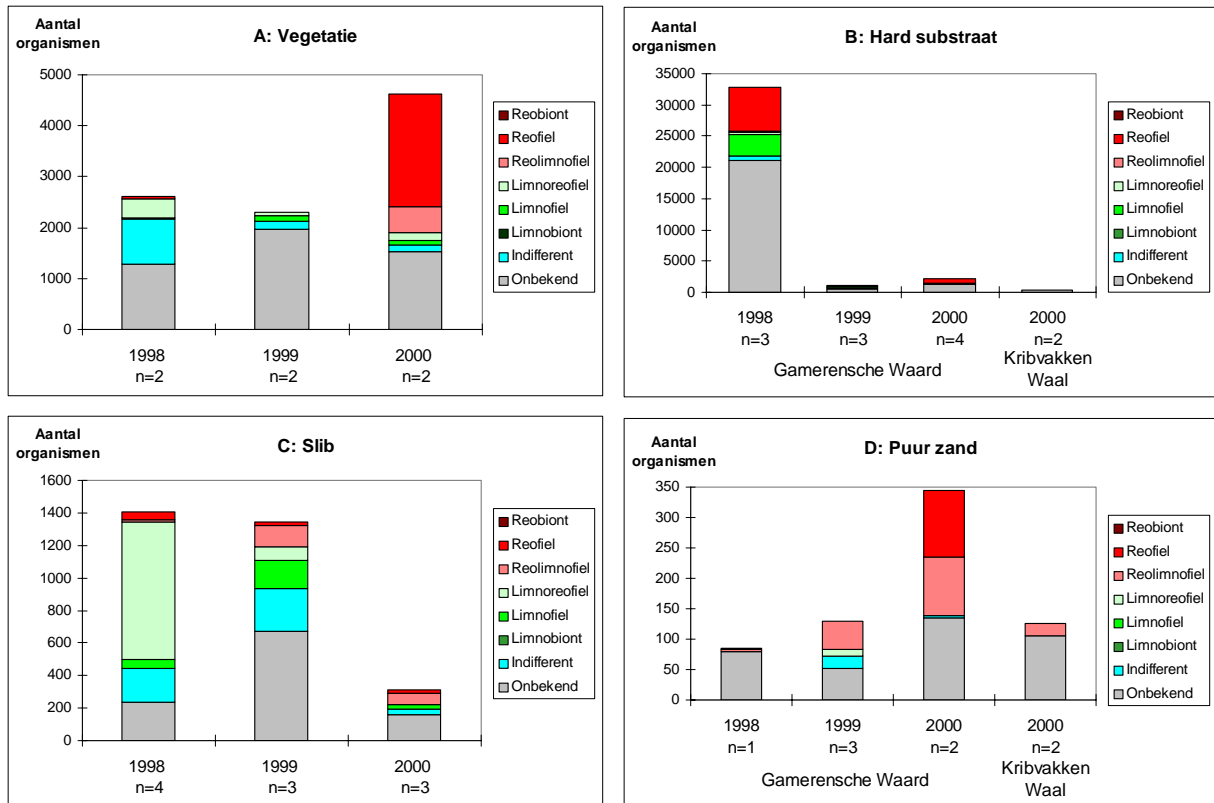 Aantal
organismen
A: Vegetatie
5000
4000
3000
2000
1000
0
1998
n=2
1999
n=2
2000
n=2
Reobiont
Reofiel
Reolimnofiel
Limnoreofiel
Limnofiel
Limnobiont
Indifferent
Onbekend
Aantal
organismen
B: Hard substraat
35000
30000
25000
20000
15000
10000
5000
0
1998
n=3
1999
n=3
2000
n=4
2000
n=2
Gamerensche Waard
Kribvakken
Waal
Reobiont
Reofiel
Reolimnofiel
Limnoreofiel
Limnofiel
Limnobiont
Indifferent
Onbekend
Aantal
organismen
C: Slib
1600
1400
1200
1000
800
600
400
200
0
1998
n=4
1999
n=3
2000
n=3
Reobiont
Reofiel
Reolimnofiel
Limnoreofiel
Limnofiel
Limnobiont
Indifferent
Onbekend
Aantal
organismen
D: Puur zand
350
300
250
200
150
100
50
0
1998
n=1
1999
n=3
2000
n=2
2000
n=2
Gamerensche Waard
Kribvakken
Waal
Reobiont
Reofiel
Reolimnofiel
Limnoreofiel
Limnofiel
Limnobiont
Indifferent
Onbekend